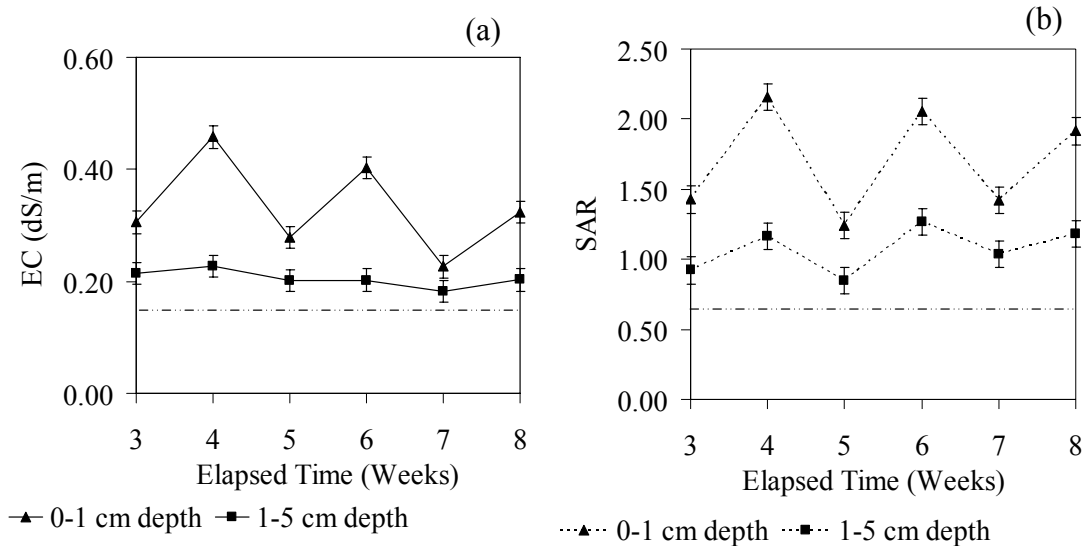 (a)
0.60
0.40
0.20
0.00
EC (dS/m)
3 4 5 6 7 8
Elapsed Time (Weeks)
0-1 cm depth 1-5 cm depth
(b)
2.50
2.00
1.50
1.00
0.50
0.00
SAR
3 4 5 6 7 8
Elapsed Time (Weeks)
0-1 cm depth 1-5 cm depth